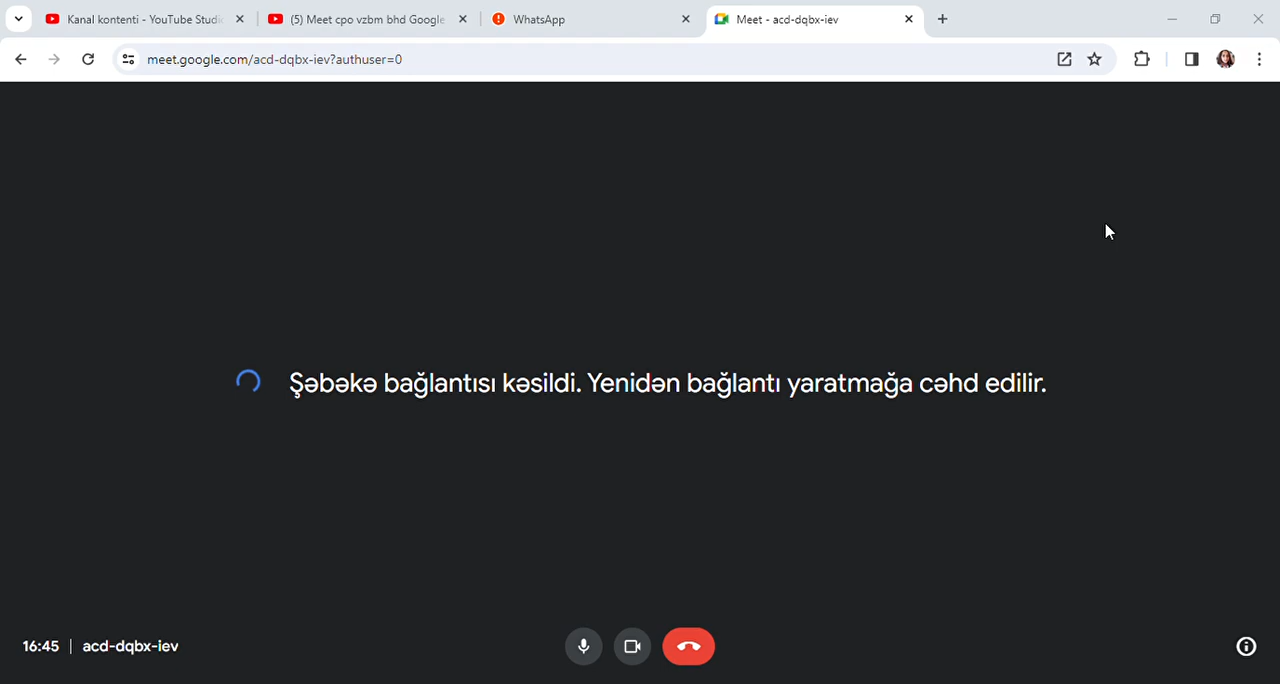 Kanal kontenti - YouTube Studi
(5) Meet cpo vzbm bhd Google
WhatsApp
Meet - acd-dqbx-iev
meet.google.com/acd-dqbx-iev?authuser=0
Şəbəkə bağlantısı kəsildi. Yenidən bağlantı yaratmağa cəhd edilir.
16:45 | acd-dqbx-iev